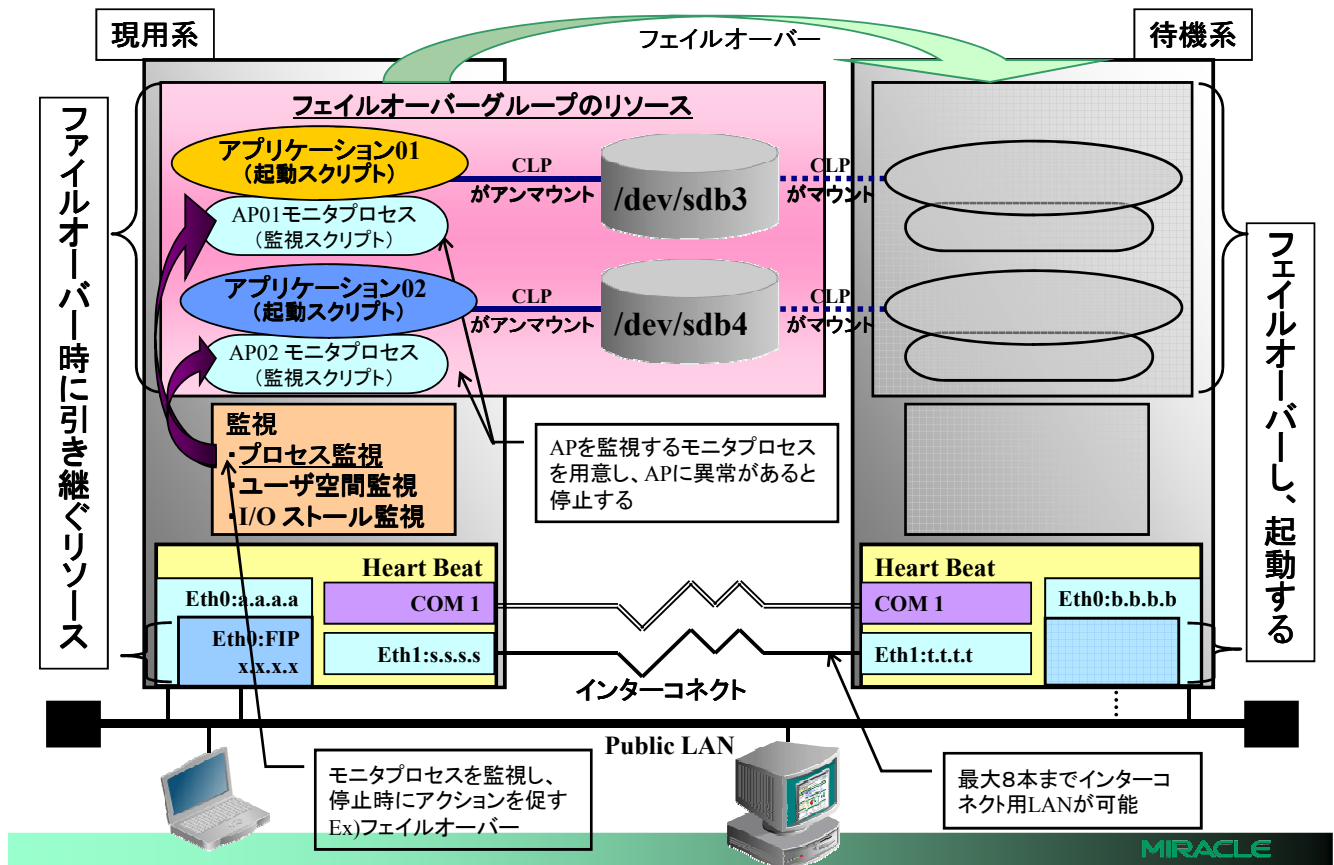 現用系
フェイルオーバー
待機系
ファイルオーバー時に引き継ぐリソース
フェイルオーバーグループのリソース
アプリケーション01
(起動スクリプト)
CLP
がアンマウント
/dev/sdb3
CLP
がマウント
AP01モニタプロセス
(監視スクリプト)
アプリケーション02
(起動スクリプト)
CLP
がアンマウント
/dev/sdb4
CLP
がマウント
AP02 モニタプロセス
(監視スクリプト)
フェイルオーバーし、起動する
監視
・プロセス監視
・ユーザ空間監視
・I/O ストール監視
APを監視するモニタプロセス
を用意し、APに異常があると
停止する
Heart Beat
Eth0:a.a.a.a
COM 1
Eth0:FIP
x.x.x.x
Eth1:s.s.s.s
Heart Beat
COM 1
Eth0:b.b.b.b
Eth1:t.t.t.t
インターコネクト
Public LAN
モニタプロセスを監視し、
停止時にアクションを促す
Ex)フェイルオーバー
最大8本までインターコ
ネクト用LANが可能
MIRACLE